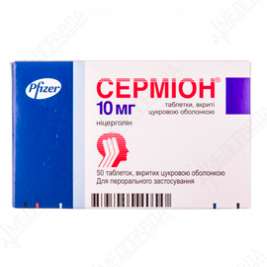 Pfizer
СЕРМІОН®
10 мг
таблетки, вкриті
цукровою оболонкою
ніцерголін
50 таблеток, вкритих цукровою оболонкою
Для перорального застосування